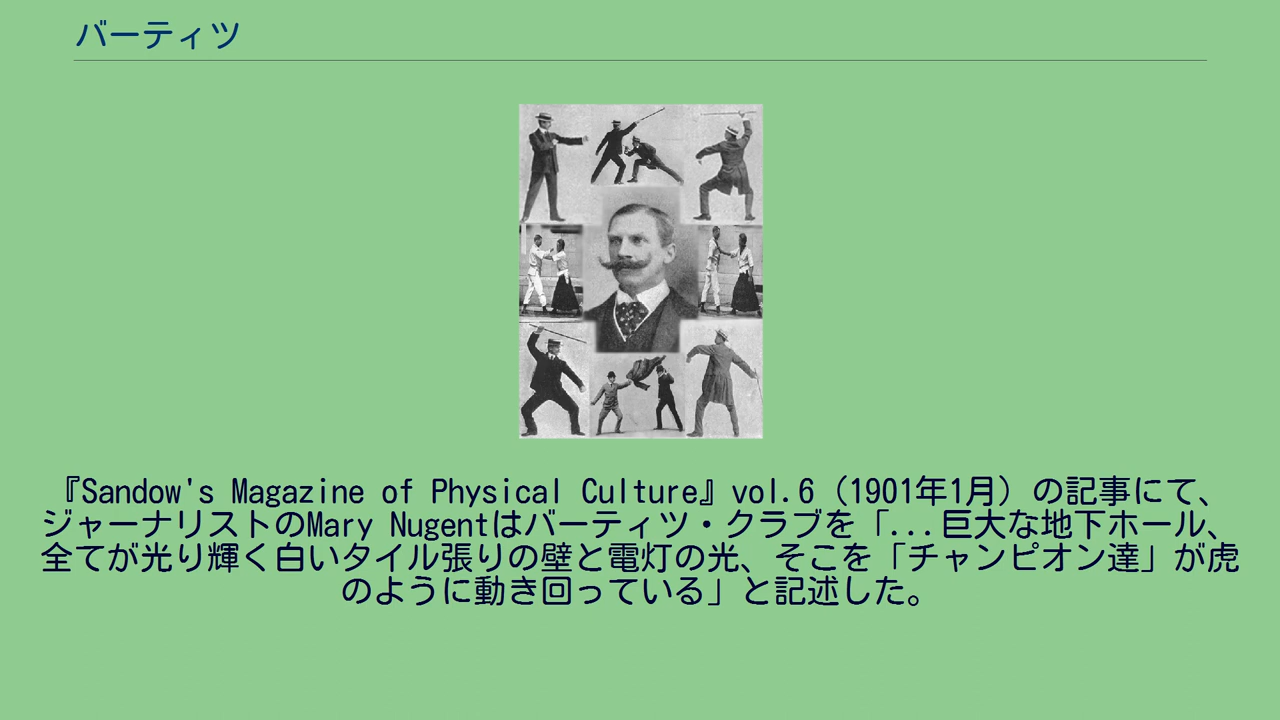 バーティツ
『Sandow's Magazine of Physical Culture』vol.6（1901年1月）の記事にて、
ジャーナリストのMary Nugentはバーティツ・クラブを「...巨大な地下ホール、
全てが光り輝く白いタイル張りの壁と電灯の光、そこを「チャンピオン達」が虎
のように動き回っている」と記述した。